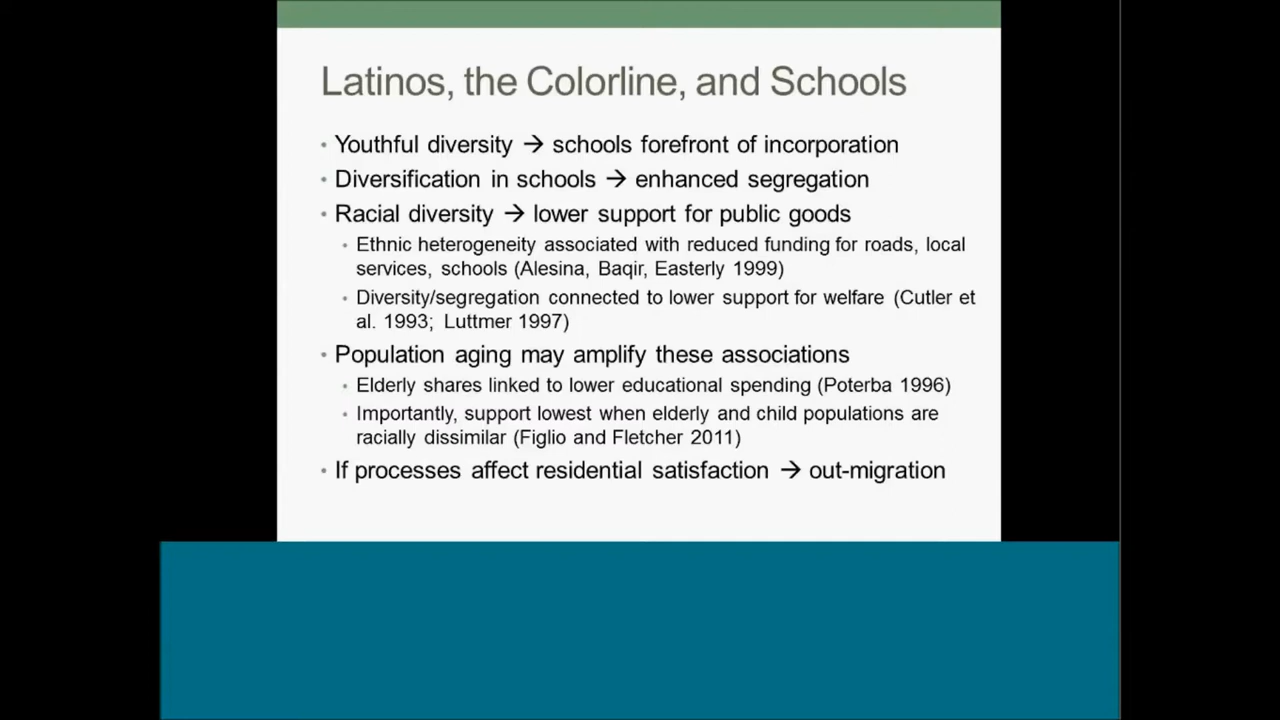 Latinos, the Colorline, and Schools
• Youthful diversity → schools forefront of incorporation
• Diversification in schools → enhanced segregation
• Racial diversity → lower support for public goods
• Ethnic heterogeneity associated with reduced funding for roads, local
services, schools (Alesina, Baqir, Easterly 1999)
• Diversity/segregation connected to lower support for welfare (Cutler et
al. 1993; Luttmer 1997)
• Population aging may amplify these associations
• Elderly shares linked to lower educational spending (Poterba 1996)
• Importantly, support lowest when elderly and child populations are
racially dissimilar (Figlio and Fletcher 2011)
• If processes affect residential satisfaction → out-migration